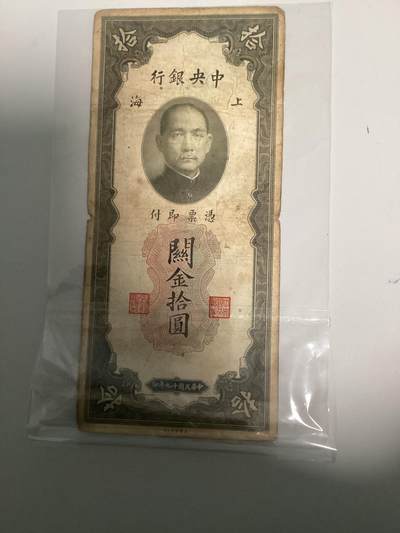 拾 拾
中央銀行
上海
憑票即付
關金拾圓
中華民國十九年印
拾 拾